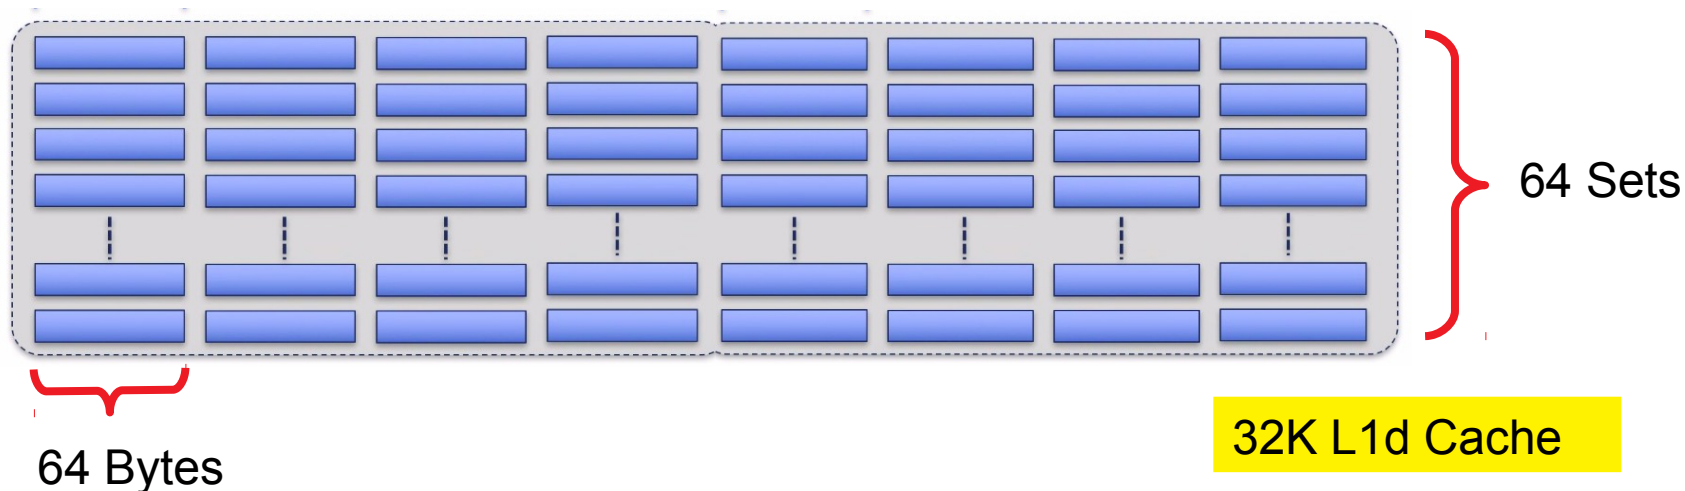 64 Sets
32K L1d Cache
64 Bytes